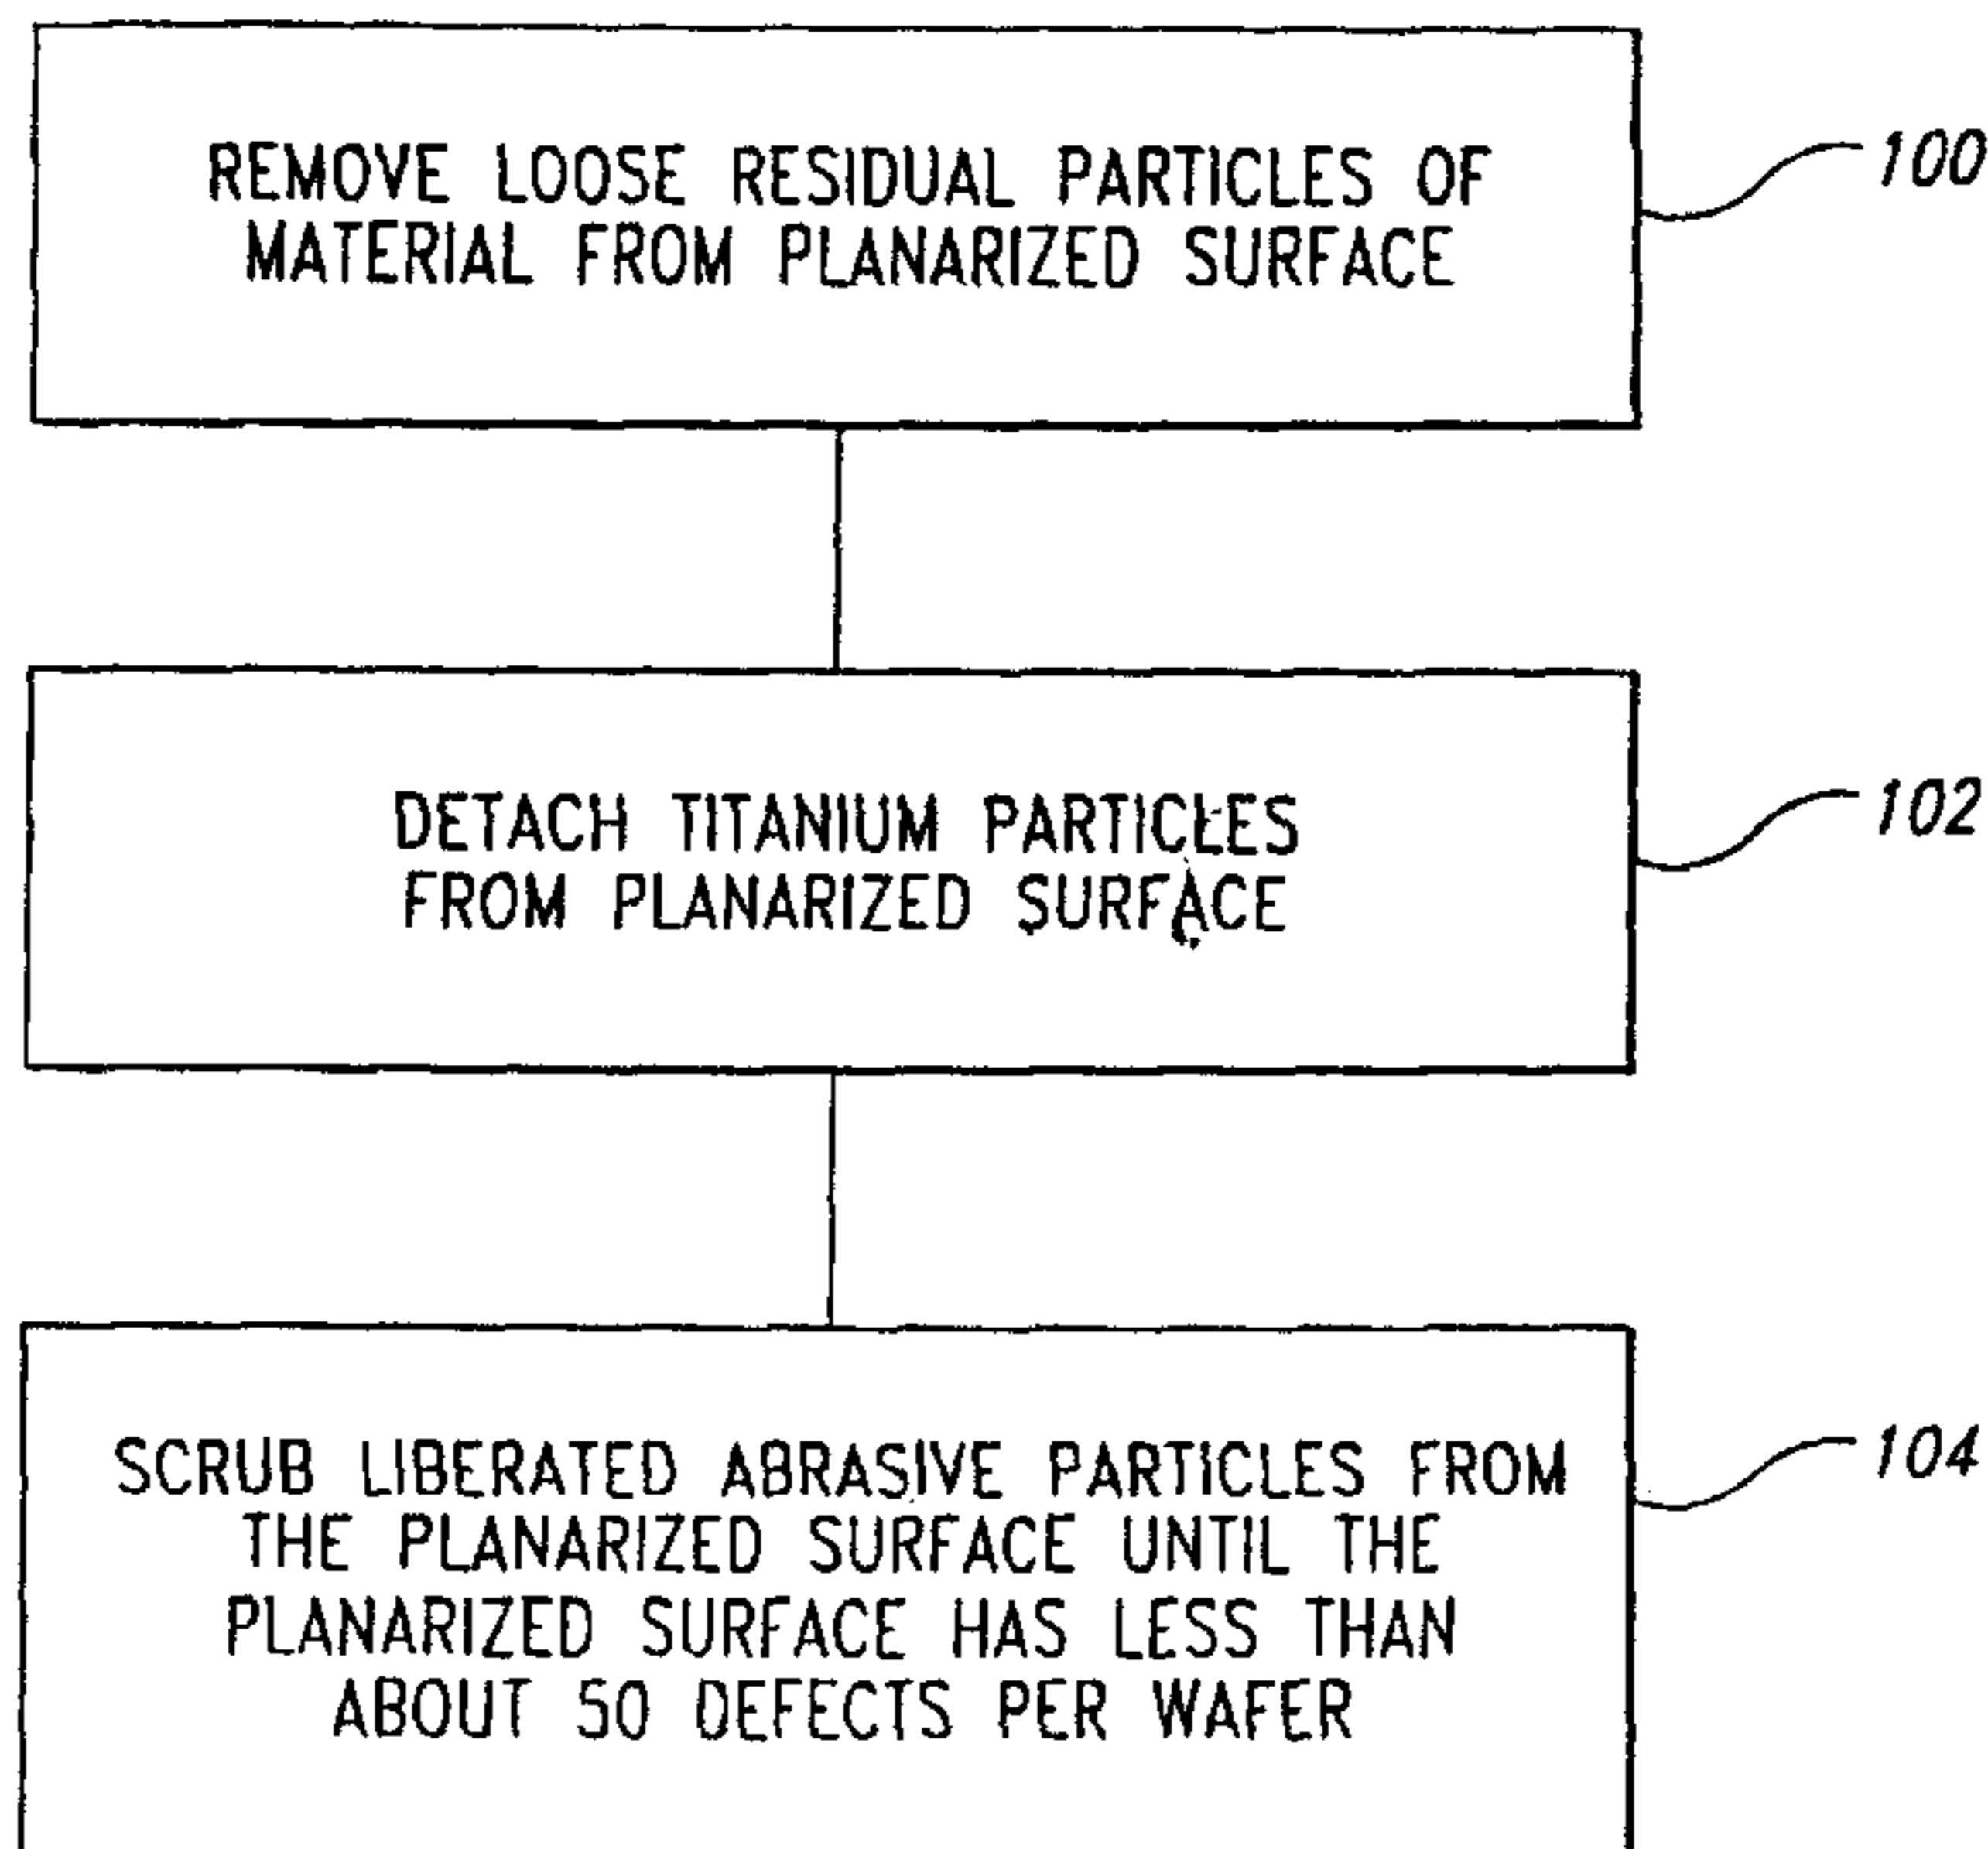 REMOVE LOOSE RESIDUAL PARTICLES OF
MATERIAL FROM PLANARIZED SURFACE
100
DETACH TITANIUM PARTICLES
FROM PLANARIZED SURFACE
102
SCRUB LIBERATED ABRASIVE PARTICLES FROM
THE PLANARIZED SURFACE UNTIL THE
PLANARIZED SURFACE HAS LESS THAN
ABOUT 50 DEFECTS PER WAFER
104